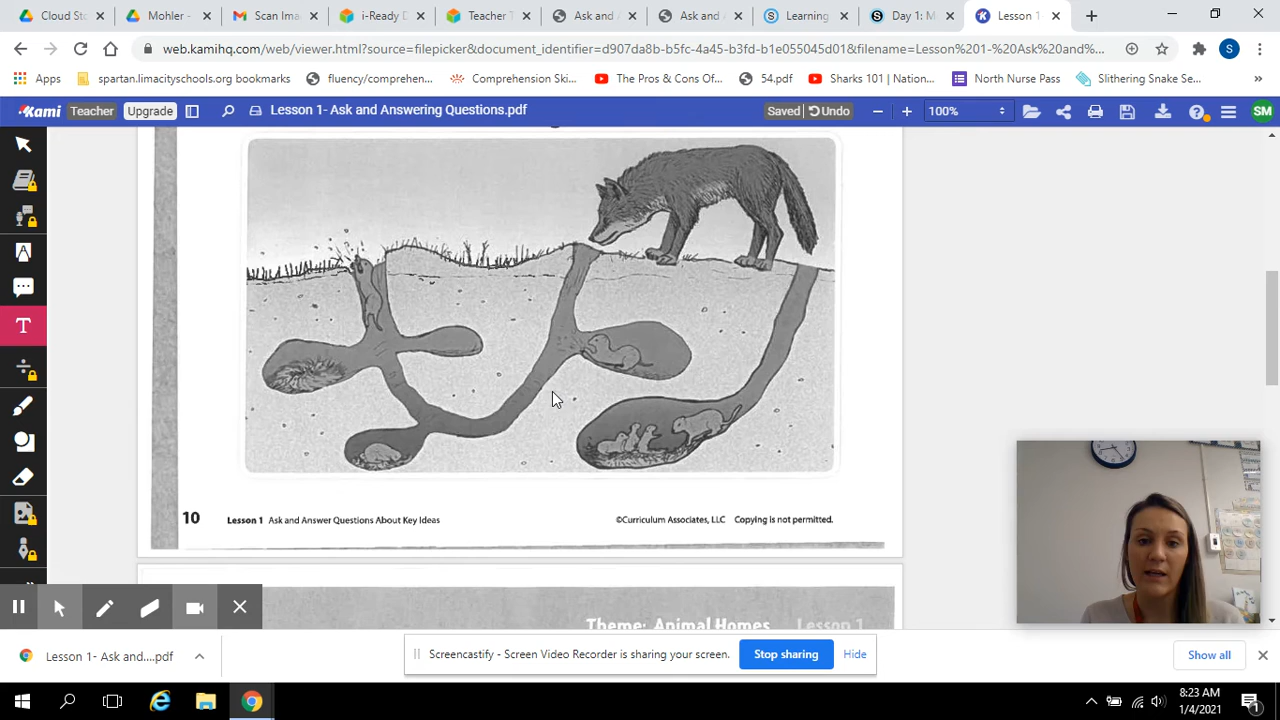 Cloud Sto
Mohler -
Scan Ima
i-Ready D
Teacher T
Ask and
Ask and
Learning
Day 1: M
Lesson 1
web.kamihq.com/web/viewer.html?source=filepicker&document_identifier=d907da8b-b5fc-4a45-b3fd-b1e055045d01&filename=Lesson%201-%20Ask%20and%...
S
Apps
spartan.limacityschools.org bookmarks
fluency/comprehen...
Comprehension Ski...
The Pros & Cons Of...
54.pdf
Sharks 101 | Nation...
North Nurse Pass
Slithering Snake Se...
»
Kami
Teacher
Upgrade
Lesson 1- Ask and Answering Questions.pdf
Saved
Undo
100%
SM
T
10 Lesson 1 Ask and Answer Questions About Key Ideas
©Curriculum Associates, LLC Copying is not permitted.
Theme: Animal Homes Lesson 1
Lesson 1- Ask and....pdf
Screencastify - Screen Video Recorder is sharing your screen.
Stop sharing
Hide
Show all
8:23 AM
1/4/2021